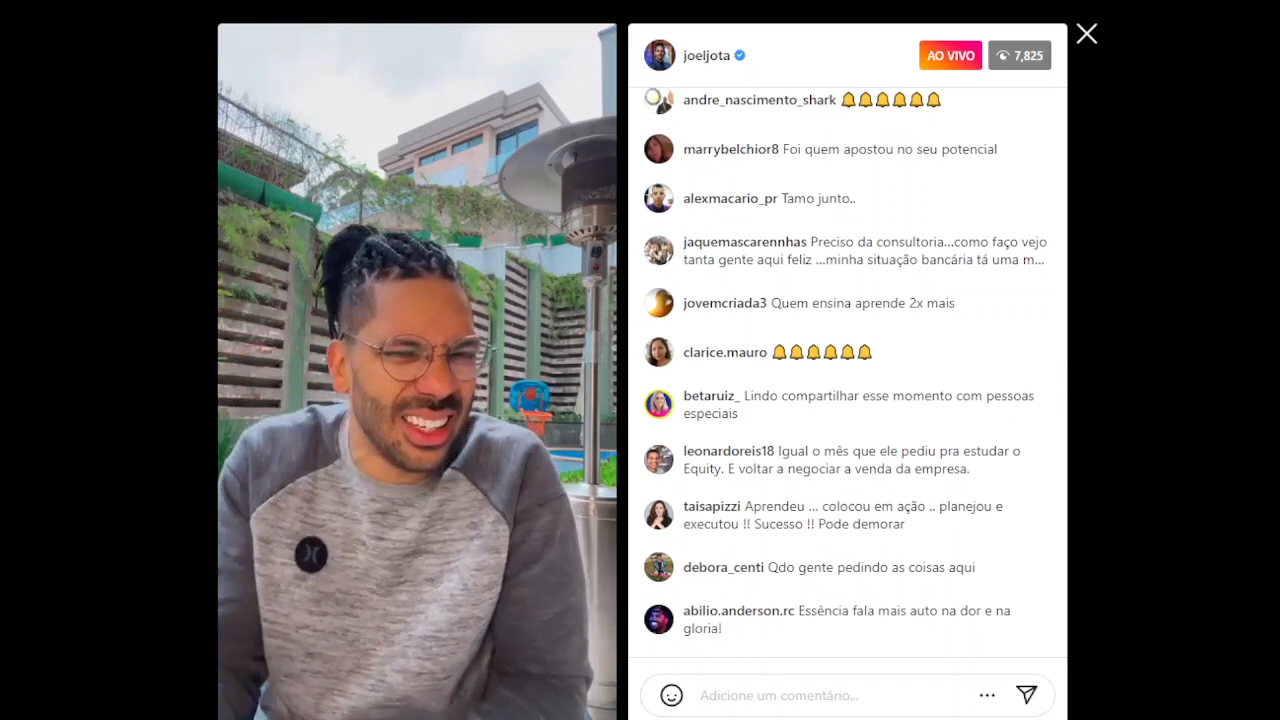 joeljota
AO VIVO
7,825
andre_nascimento_shark 🔔🔔🔔🔔🔔🔔
marrybelchior8 Foi quem apostou no seu potencial
alexmacario_pr Tamo junto..
jaquemascarennhas Preciso da consultoria...como faço vejo
tanta gente aqui feliz ...minha situação bancária tá uma m...
jovemcriada3 Quem ensina aprende 2x mais
clarice.mauro 🔔🔔🔔🔔🔔🔔
betaruiz_ Lindo compartilhar esse momento com pessoas
especiais
leonardoreis18 Igual o mês que ele pediu pra estudar o
Equity. E voltar a negociar a venda da empresa.
taisapizzi Aprendeu ... colocou em ação .. planejou e
executou !! Sucesso !! Pode demorar
debora_centi Qdo gente pedindo as coisas aqui
abilio.anderson.rc Essência fala mais auto na dor e na
gloria!
Adicione um comentário...